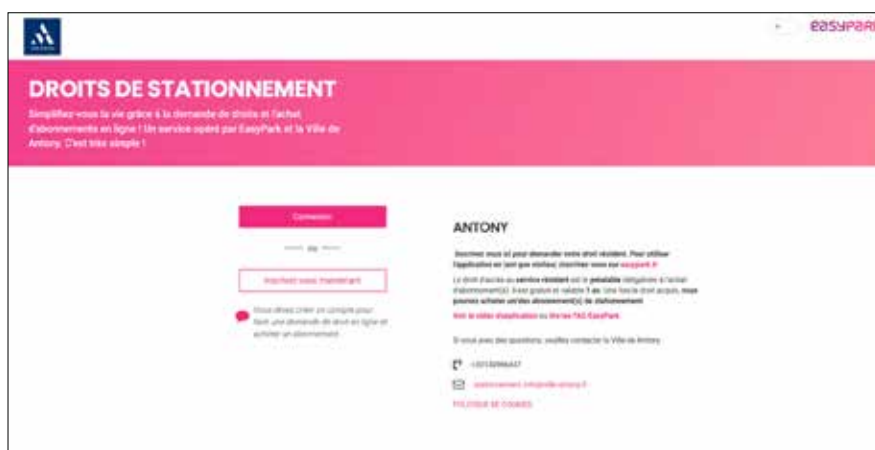 easypark
DROITS DE STATIONNEMENT
Simplifiez-vous la vie grâce à la demande de droits et l'achat
d'abonnements en ligne ! Un service opéré par EasyPark et la Ville de
Antony. C'est très simple !
Connexion
ou
Inscrivez-vous maintenant
Vous devez créer un compte pour
faire une demande de droit en ligne et
acheter un abonnement.
ANTONY
Inscrivez-vous ici pour demander votre droit résident. Pour utiliser
l'application en tant que visiteur, inscrivez-vous sur easypark.fr
Le droit d'accès au service résident est le préalable obligatoire à l'achat
d'abonnement(s). Il est gratuit et valable 1 an. Une fois le droit acquis, vous
pourrez acheter un/des abonnement(s) de stationnement.
Voir la vidéo d'explication ou lire les FAQ EasyPark.
Si vous avez des questions, veuillez contacter la Ville de Antony.
POLITIQUE DE COOKIES